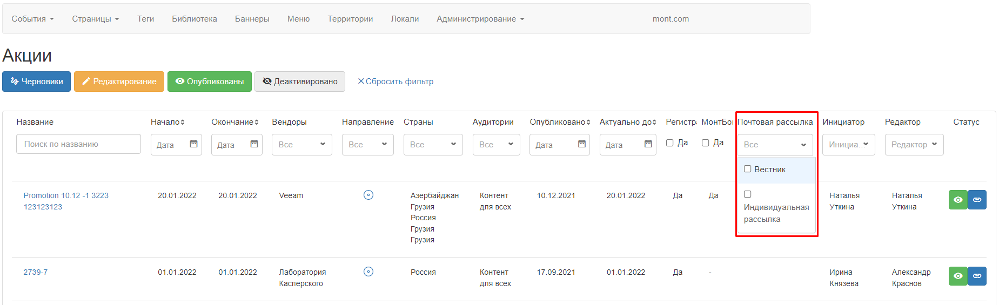 События Страницы Теги Библиотека Баннеры Меню Территории Локали Администрирование mont.com
Акции
Черновики Редактирование Опубликованы Деактивировано Сбросить фильтр
Название Начало Окончание Вендоры Направление Страны Аудитории Опубликовано Актуально до Регистра МонтБо Почтовая рассылка Инициатор Редактор Статус
Поиск по названию Дата Дата Все Все Все Все Дата Дата Да Да Все Инициа... Редактор
Вестник
Индивидуальная
рассылка
Promotion 10.12 -1 3223 20.01.2022 20.01.2022 Veeam Азербайджан Контент 10.12.2021 20.01.2022 Да Да Наталья Наталья
123123123 Грузия для всех Уткина Уткина
Россия
Грузия
Грузия
2739-7 01.01.2022 01.01.2022 Лаборатория Россия Контент 17.09.2021 01.01.2022 Да - Ирина Александр
Касперского для всех Князева Краснов